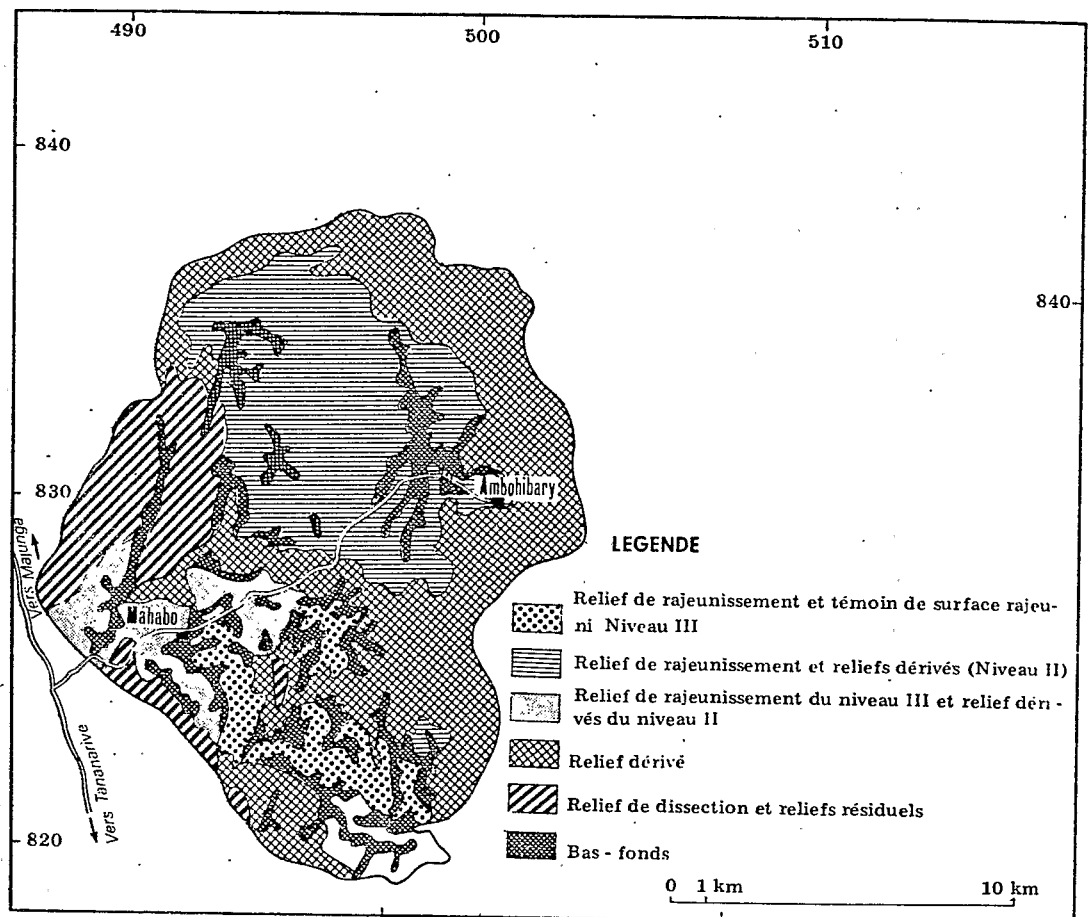 490
500
510
840
840
830
Ambohibary
Vers Majunga
Mahabo
Vers Tananarive
820
LEGENDE
Relief de rajeunissement et témoin de surface rajeu-
ni Niveau III
Relief de rajeunissement et reliefs dérivés (Niveau II)
Relief de rajeunissement du niveau III et relief déri-
vés du niveau II
Relief dérivé
Relief de dissection et reliefs résiduels
Bas-fonds
0 1 km 10 km